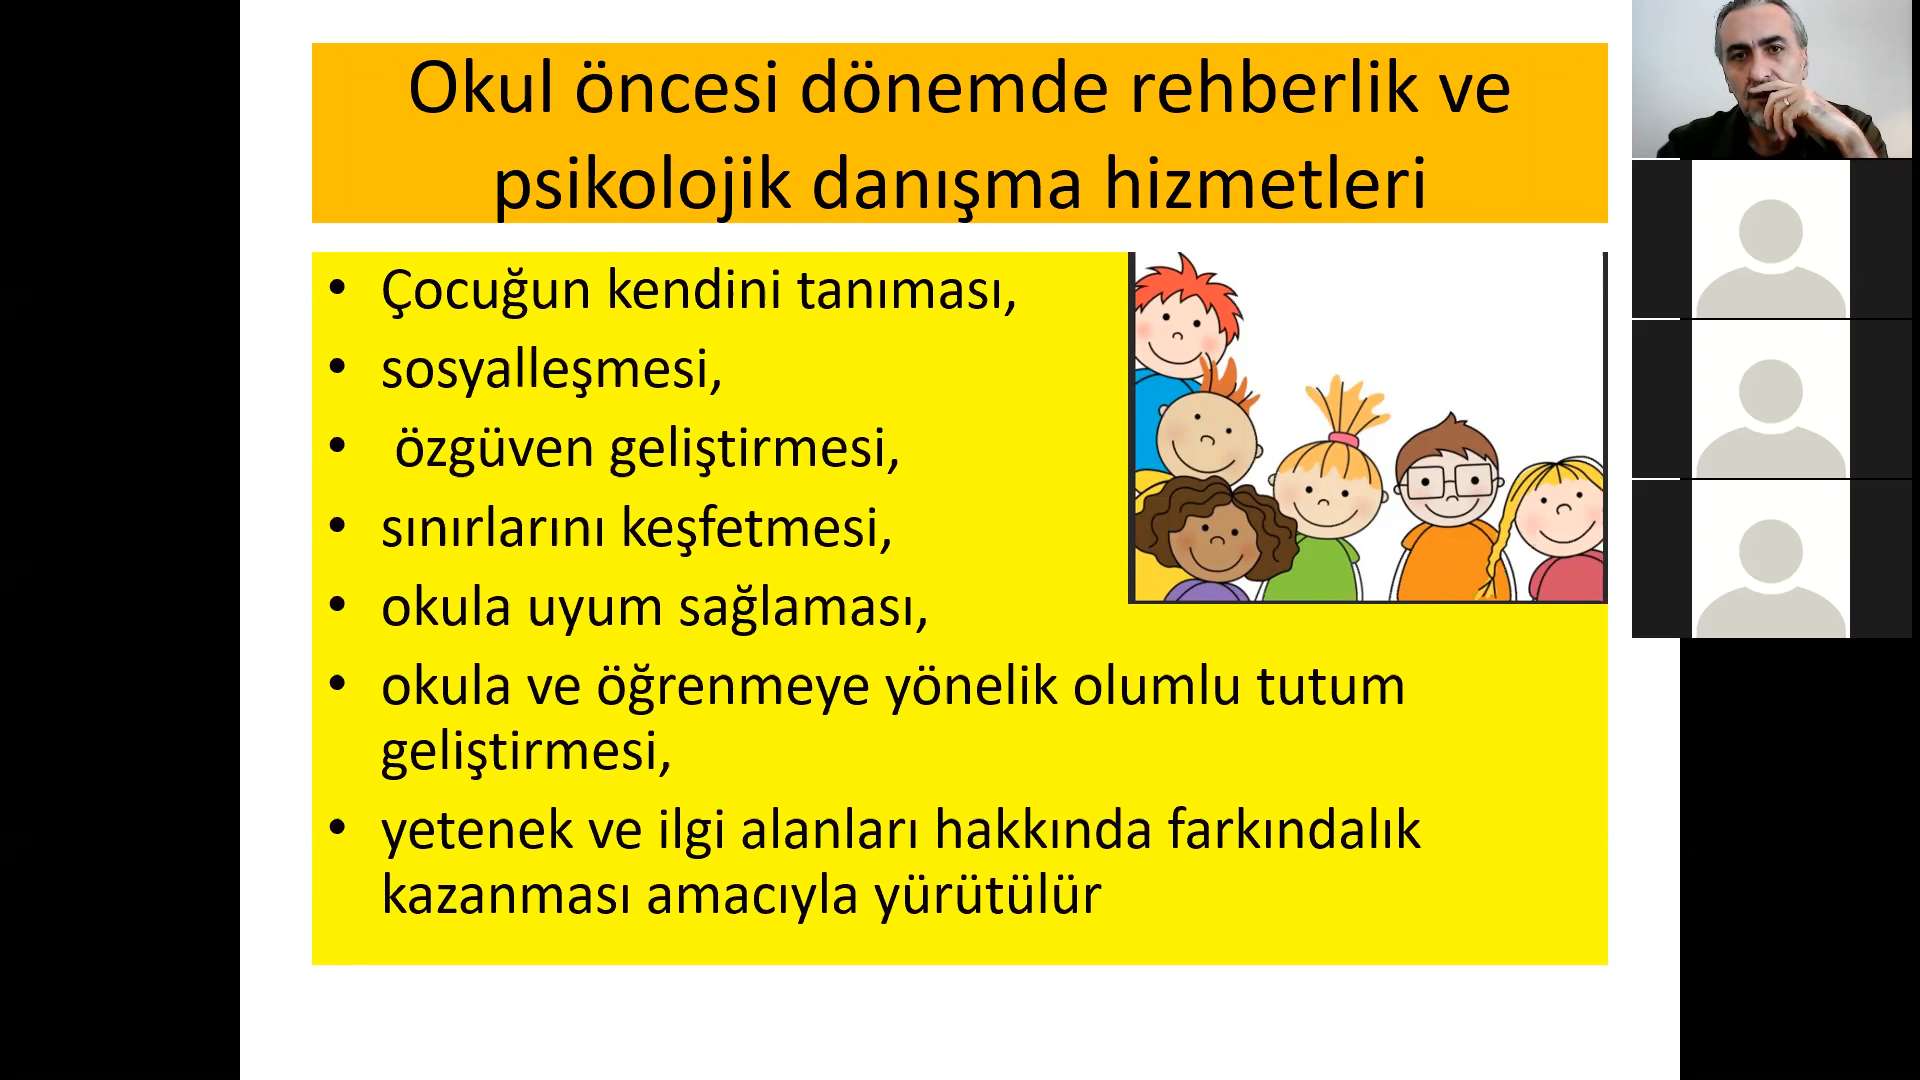 Okul öncesi dönemde rehberlik ve
psikolojik danışma hizmetleri
• Çocuğun kendini tanıması,
• sosyalleşmesi,
• özgüven geliştirmesi,
• sınırlarını keşfetmesi,
• okula uyum sağlaması,
• okula ve öğrenmeye yönelik olumlu tutum
geliştirmesi,
• yetenek ve ilgi alanları hakkında farkındalık
kazanması amacıyla yürütülür